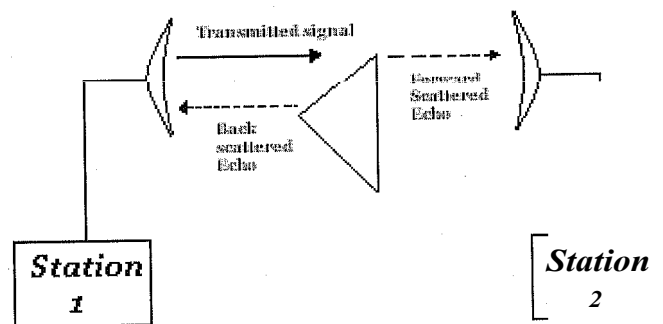 Transmitted signal
Forward
Scattered
Echo
Back
scattered
Echo
Station
1
Station
2